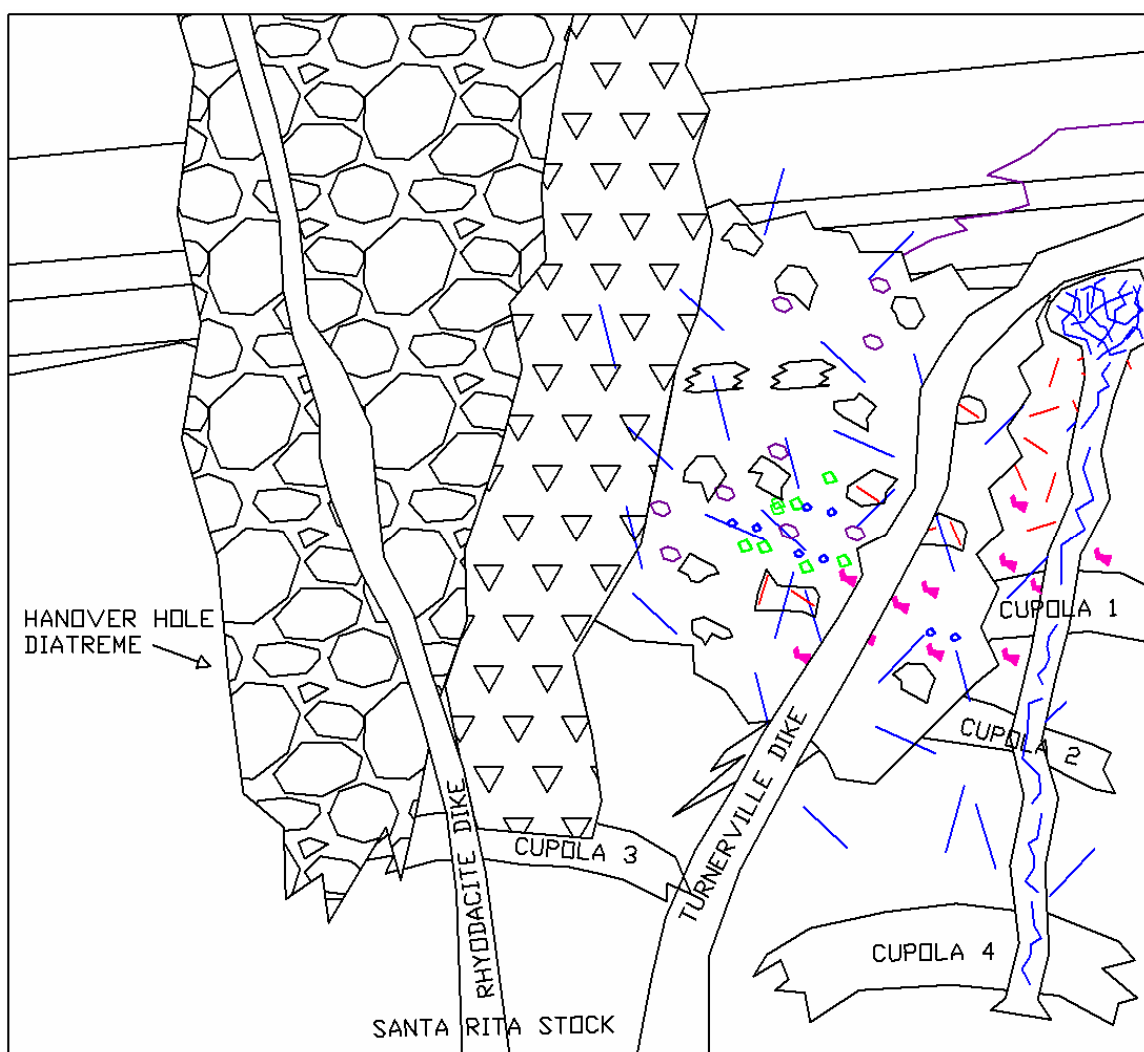 HANOVER HOLE
DIATREME
CUPOLA 1
CUPOLA 2
CUPOLA 3
TURNERVILLE DIKE
RHYODACITE DIKE
CUPOLA 4
SANTA RITA STOCK